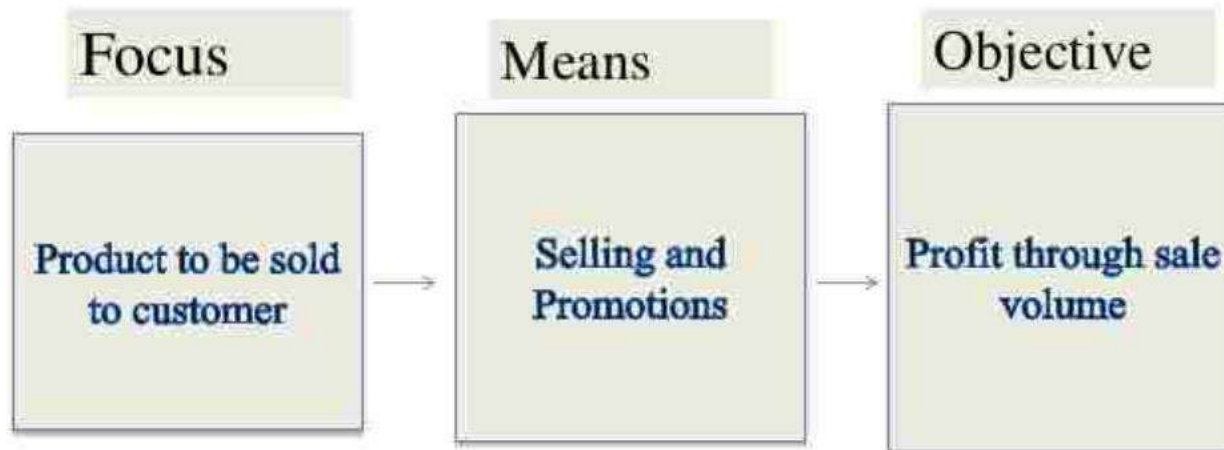 Focus
Means
Objective
Product to be sold
to customer
Selling and
Promotions
Profit through sale
volume